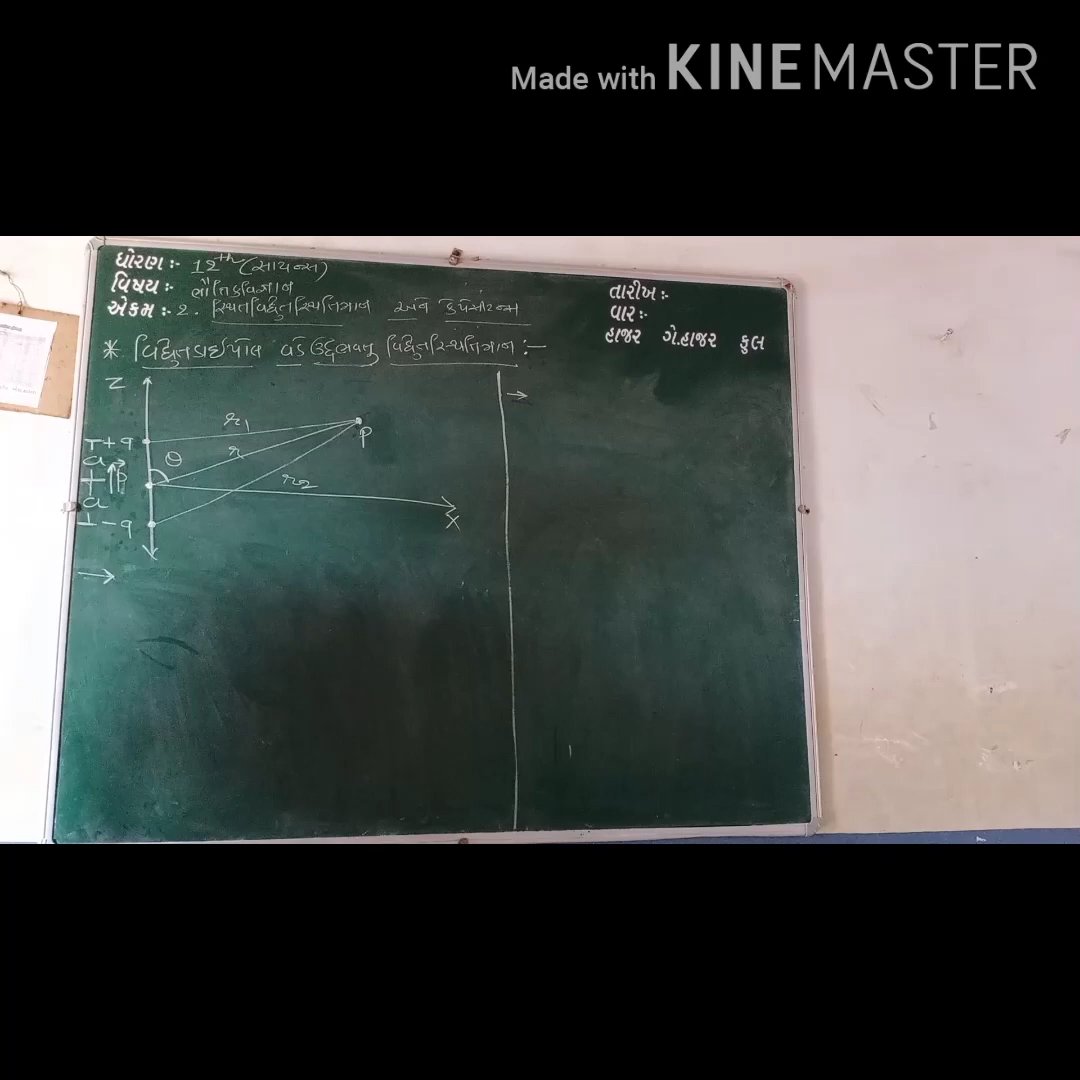 Made with KINEMASTER
ધોરણ :- 12th (સાયન્સ)
વિષય :- ભૌતિકવિજ્ઞાન
એકમ :- 2. સ્થિતવિદ્યુતસ્થિતિમાન અને કેપેસીટન્સ
તારીખ :-
વાર :-
હાજર ગે.હાજર કુલ
* વિદ્યુતડાઈપોલ વડે ઉદ્ભવતુ વિદ્યુતસ્થિતિમાન :-
Z
r1
P
+q
a
θ
r
P
r2
a
X
-q